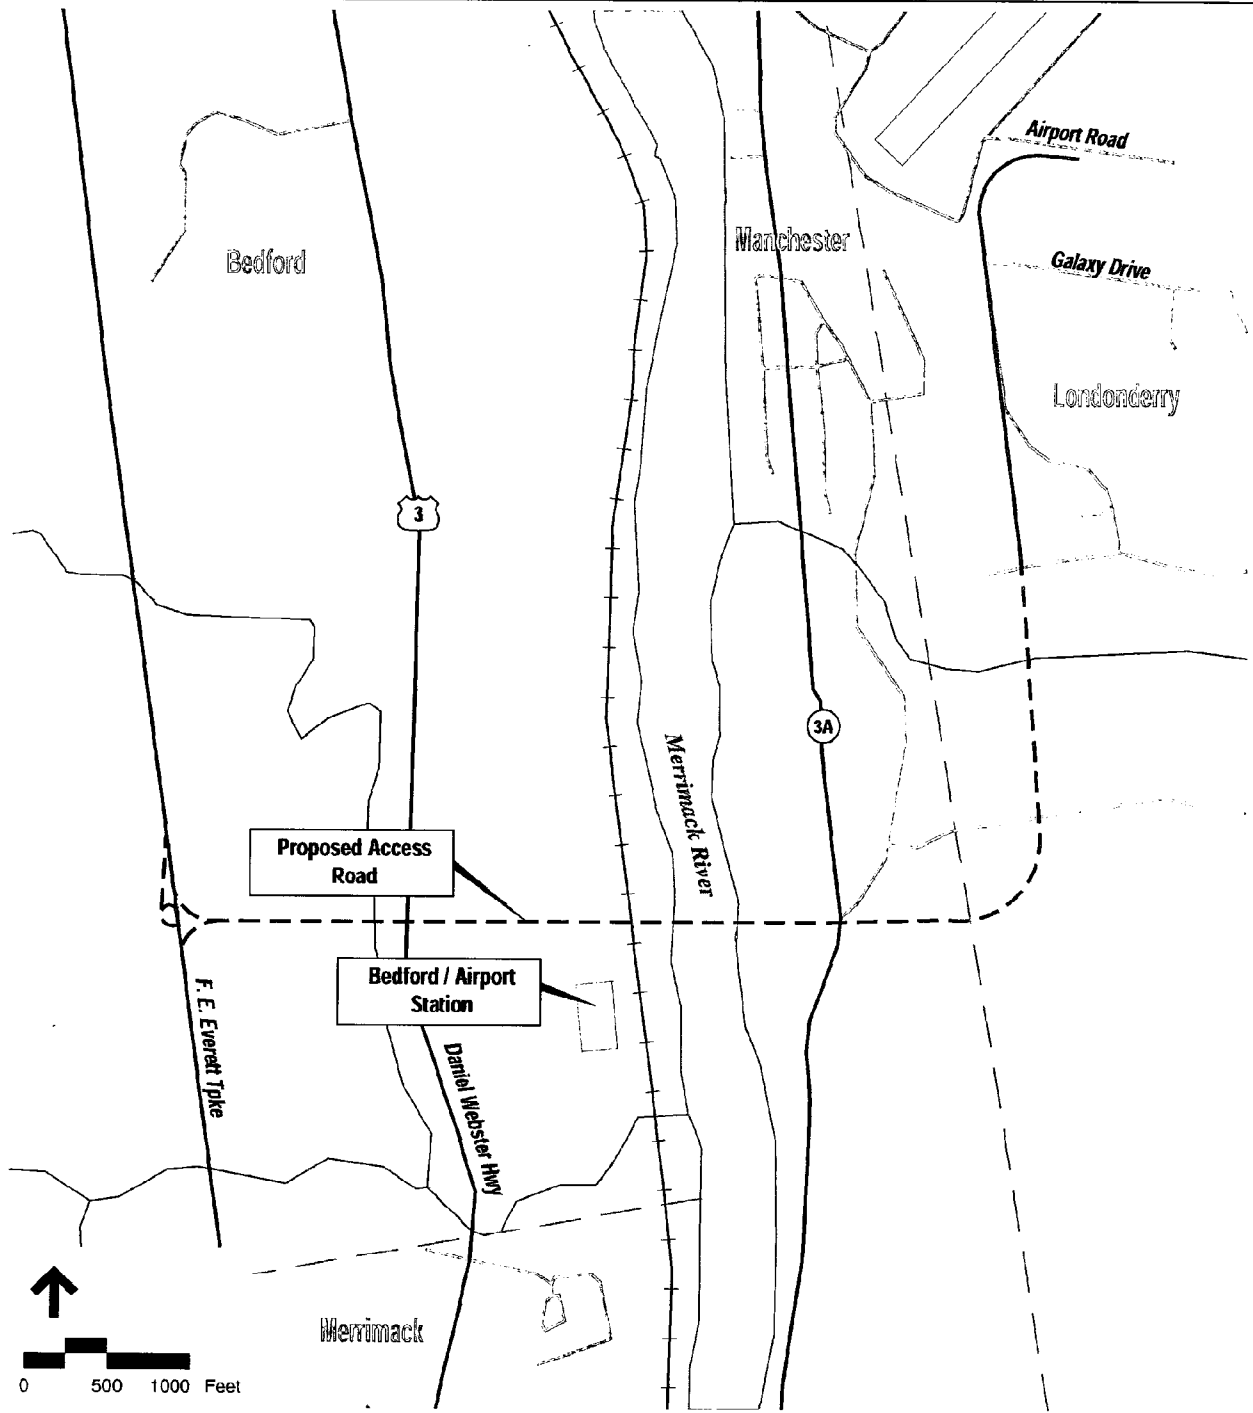 Airport Road
Bedford
Manchester
Galaxy Drive
Londonderry
3
3A
Merrimack River
Proposed Access
Road
Bedford / Airport
Station
F. E. Everett Tpke
Daniel Webster Hwy
Merrimack
0 500 1000 Feet